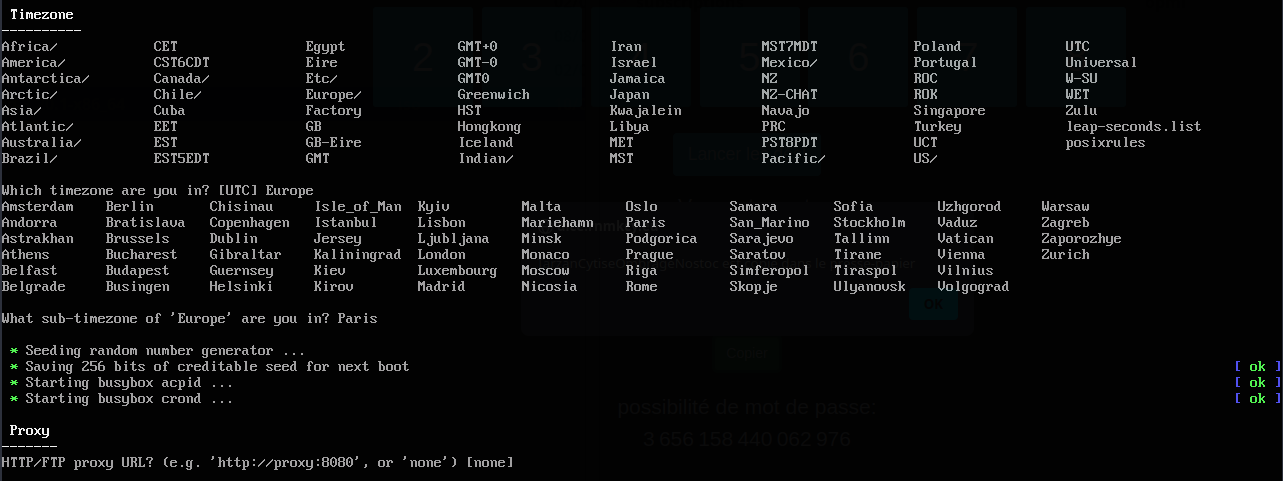 Timezone
----------
Africa/ CET Egypt GMT+0 Iran MST7MDT Poland UTC
America/ CST6CDT Eire GMT-0 Israel Mexico/ Portugal Universal
Antarctica/ Canada/ Etc/ GMT0 Jamaica NZ ROC W-SU
Arctic/ Chile/ Europe/ Greenwich Japan NZ-CHAT ROK WET
Asia/ Cuba Factory HST Kwajalein Navajo Singapore Zulu
Atlantic/ EET GB Hongkong Libya PRC Turkey leap-seconds.list
Australia/ EST GB-Eire Iceland MET PST8PDT UCT posixrules
Brazil/ EST5EDT GMT Indian/ MST Pacific/ US/
Which timezone are you in? [UTC] Europe
Amsterdam Berlin Chisinau Isle_of_Man Kyiv Malta Oslo Samara Sofia Uzhgorod Warsaw
Andorra Bratislava Copenhagen Istanbul Lisbon Mariehamn Paris San_Marino Stockholm Vaduz Zagreb
Astrakhan Brussels Dublin Jersey Ljubljana Minsk Podgorica Sarajevo Tallinn Vatican Zaporozhye
Athens Bucharest Gibraltar Kaliningrad London Monaco Prague Saratov Tirane Vienna Zurich
Belfast Budapest Guernsey Kiev Luxembourg Moscow Riga Simferopol Tiraspol Vilnius
Belgrade Busingen Helsinki Kirov Madrid Nicosia Rome Skopje Ulyanovsk Volgograd
What sub-timezone of 'Europe' are you in? Paris
* Seeding random number generator ...
* Saving 256 bits of creditable seed for next boot [ ok ]
* Starting busybox acpid ... [ ok ]
* Starting busybox crond ... [ ok ]
Proxy
-------
HTTP/FTP proxy URL? (e.g. 'http://proxy:8080', or 'none') [none]
2 3 5 6 7
OK
Copier
possibilité de mot de passe:
3 656 158 440 062 976